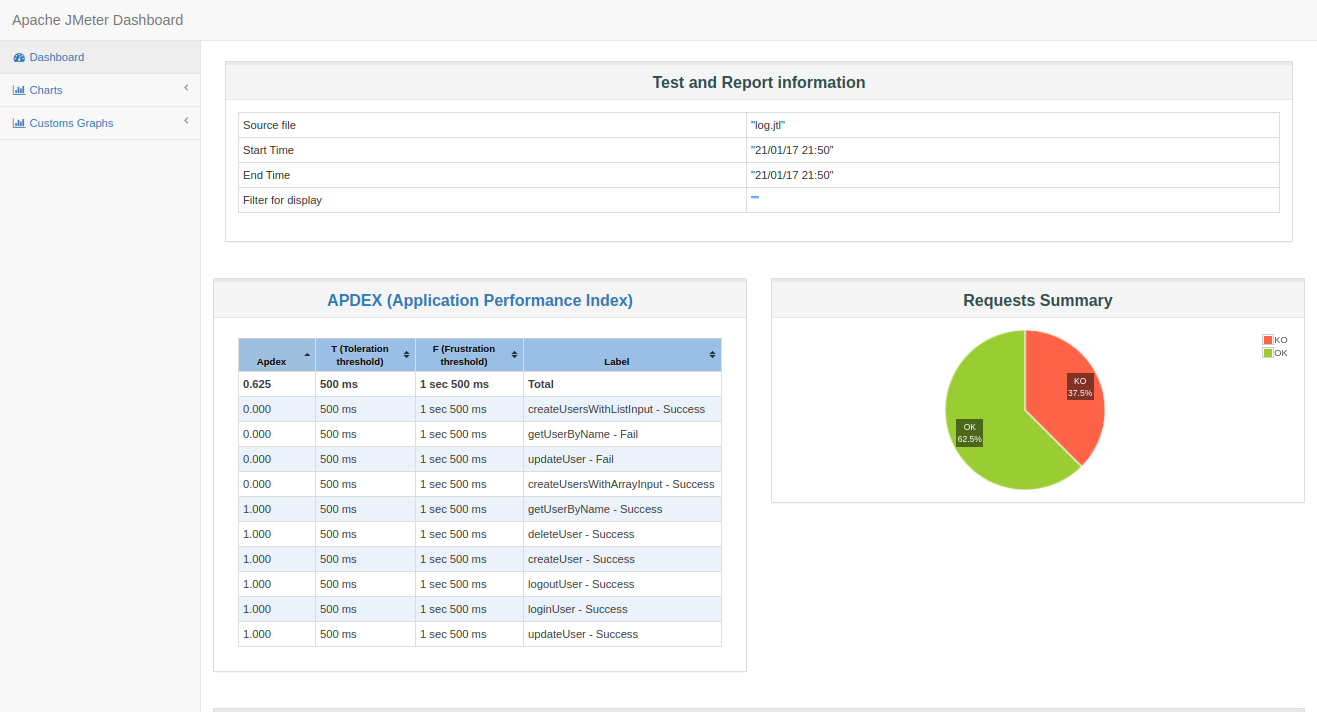 Apache JMeter Dashboard
Dashboard
Charts
Customs Graphs
Test and Report information
Source file "log.jtl"
Start Time "21/01/17 21:50"
End Time "21/01/17 21:50"
Filter for display ""
APDEX (Application Performance Index)
Apdex T (Toleration threshold) F (Frustration threshold) Label
0.625 500 ms 1 sec 500 ms Total
0.000 500 ms 1 sec 500 ms createUsersWithListInput - Success
0.000 500 ms 1 sec 500 ms getUserByName - Fail
0.000 500 ms 1 sec 500 ms updateUser - Fail
0.000 500 ms 1 sec 500 ms createUsersWithArrayInput - Success
1.000 500 ms 1 sec 500 ms getUserByName - Success
1.000 500 ms 1 sec 500 ms deleteUser - Success
1.000 500 ms 1 sec 500 ms createUser - Success
1.000 500 ms 1 sec 500 ms logoutUser - Success
1.000 500 ms 1 sec 500 ms loginUser - Success
1.000 500 ms 1 sec 500 ms updateUser - Success
Requests Summary
KO
OK
KO
37.5%
OK
62.5%